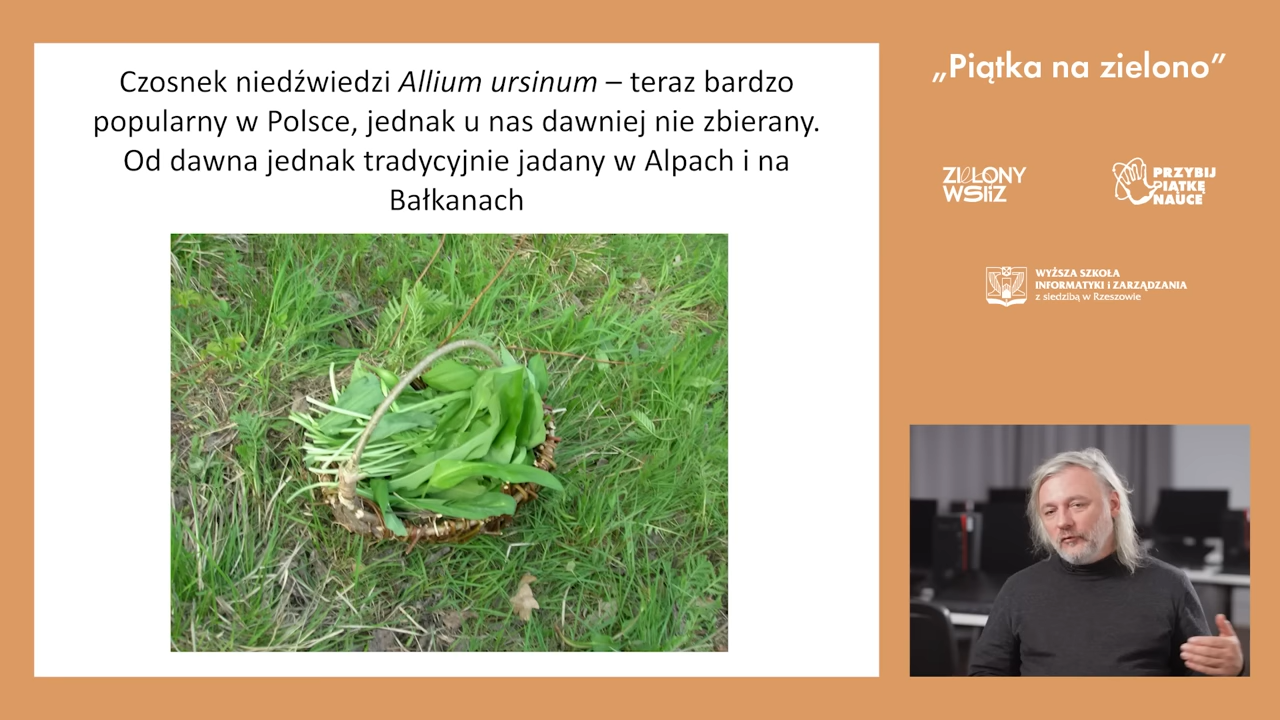 Czosnek niedźwiedzi Allium ursinum – teraz bardzo
popularny w Polsce, jednak u nas dawniej nie zbierany.
Od dawna jednak tradycyjnie jadany w Alpach i na
Bałkanach
„Piątka na zielono”
ZIELONY
WSIiZ
PRZYBIJ
PIĄTKĘ
NAUCE
WYŻSZA SZKOŁA
INFORMATYKI i ZARZĄDZANIA
z siedzibą w Rzeszowie